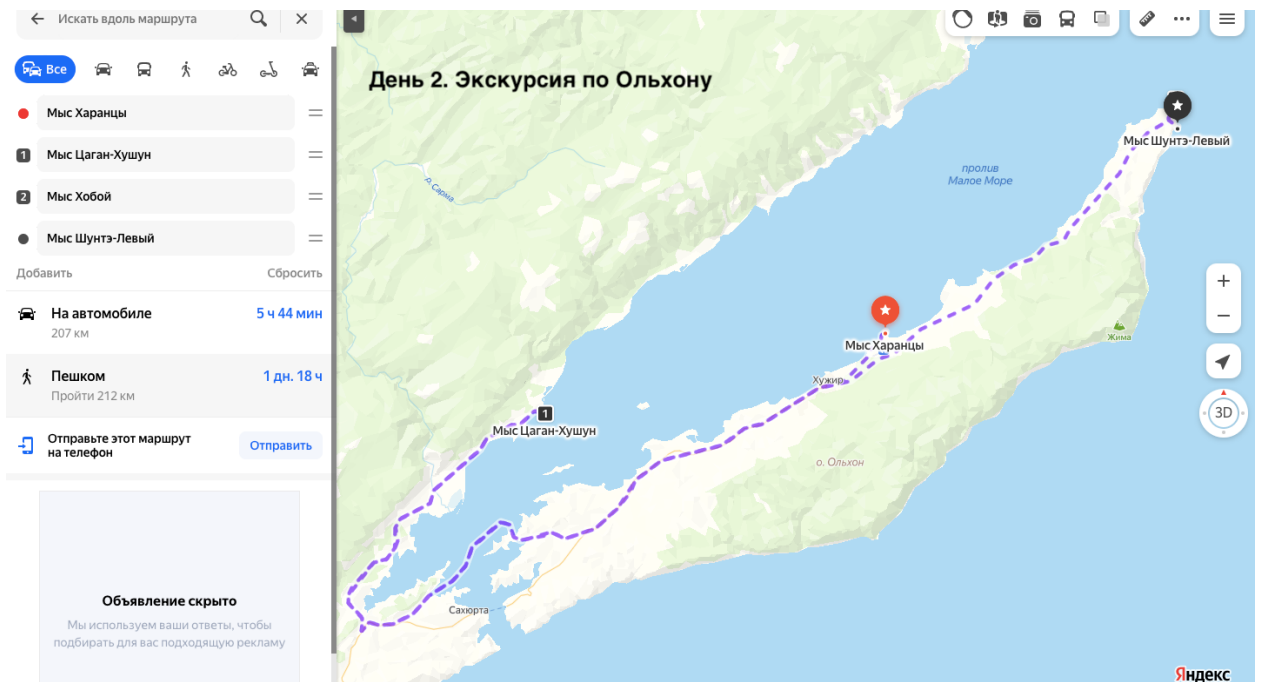 Искать вдоль маршрута
Все
Мыс Харанцы
1 Мыс Цаган-Хушун
2 Мыс Хобой
Мыс Шунтэ-Левый
Добавить Сбросить
На автомобиле 5 ч 44 мин
207 км
Пешком 1 дн. 18 ч
Пройти 212 км
Отправьте этот маршрут
на телефон
Отправить
Объявление скрыто
Мы используем ваши ответы, чтобы
подбирать для вас подходящую рекламу
День 2. Экскурсия по Ольхону
Мыс Шунтэ-Левый
пролив
Малое Море
р. Сарма
Мыс Харанцы
Жима
Хужир
1
Мыс Цаган-Хушун
о. Ольхон
Сахюрта
3D
Яндекс